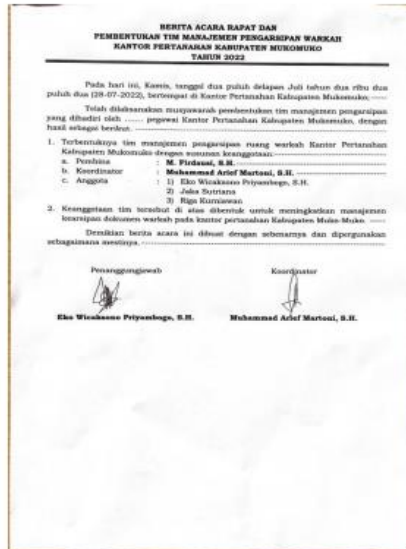 BERITA ACARA RAPAT DAN
PEMBENTUKAN TIM MANAJEMEN PENGARSIPAN WARKAH
KANTOR PERTANAHAN KABUPATEN MUKOMUKO
TAHUN 2022
Pada hari ini, Kamis, tanggal dua puluh delapan Juli tahun dua ribu dua
puluh dua (28-07-2022), bertempat di Kantor Pertanahan Kabupaten Mukomuko.
Telah dilaksanakan musyawarah pembentukan tim manajemen pengarsipan
yang dihadiri oleh ...... pegawai Kantor Pertanahan Kabupaten Mukomuko, dengan
hasil sebagai berikut.
1. Terbentuknya tim manajemen pengarsipan ruang warkah Kantor Pertanahan
Kabupaten Mukomuko dengan susunan keanggotaan:
a. Pembina : M. Firdausi, S.H.
b. Koordinator : Muhammad Arief Martoni, S.H.
c. Anggota : 1) Eko Wicaksono Priyambogo, S.H.
2) Jaka Sutriana
3) Riga Kurniawan
2. Keanggotaan tim tersebut di atas dibentuk untuk meningkatkan manajemen
kearsipan dokumen warkah pada kantor pertanahan Kabupaten Muko-Muko.
Demikian berita acara ini dibuat dengan sebenarnya dan dipergunakan
sebagaimana mestinya.
Penanggungjawab Koordinator
Eko Wicaksono Priyambogo, S.H. Muhammad Arief Martoni, S.H.